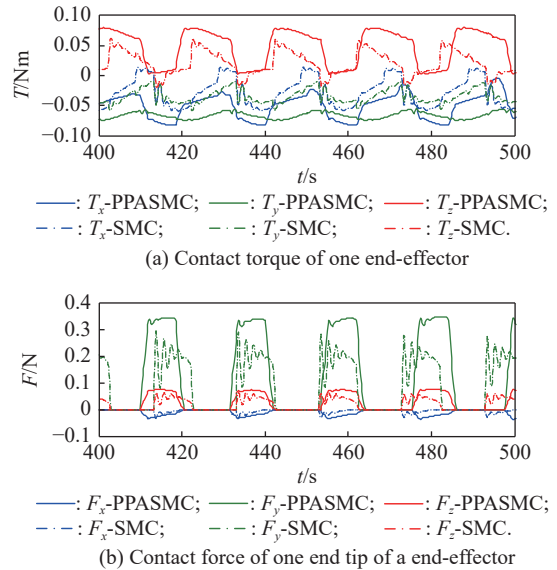 0.10
0.05
0
−0.05
−0.10
T/Nm
400 420 440 460 480 500
t/s
: Tx-PPASMC; : Ty-PPASMC; : Tz-PPASMC;
: Tx-SMC; : Ty-SMC; : Tz-SMC.
(a) Contact torque of one end-effector
0.4
0.3
0.2
0.1
0
−0.1
F/N
400 420 440 460 480 500
t/s
: Fx-PPASMC; : Fy-PPASMC; : Fz-PPASMC;
: Fx-SMC; : Fy-SMC; : Fz-SMC.
(b) Contact force of one end tip of a end-effector